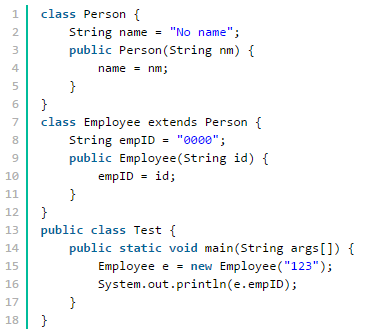 1 class Person {
2     String name = "No name";
3     public Person(String nm) {
4         name = nm;
5     }
6 }
7 class Employee extends Person {
8     String empID = "0000";
9     public Employee(String id) {
10         empID = id;
11     }
12 }
13 public class Test {
14     public static void main(String args[]) {
15         Employee e = new Employee("123");
16         System.out.println(e.empID);
17     }
18 }